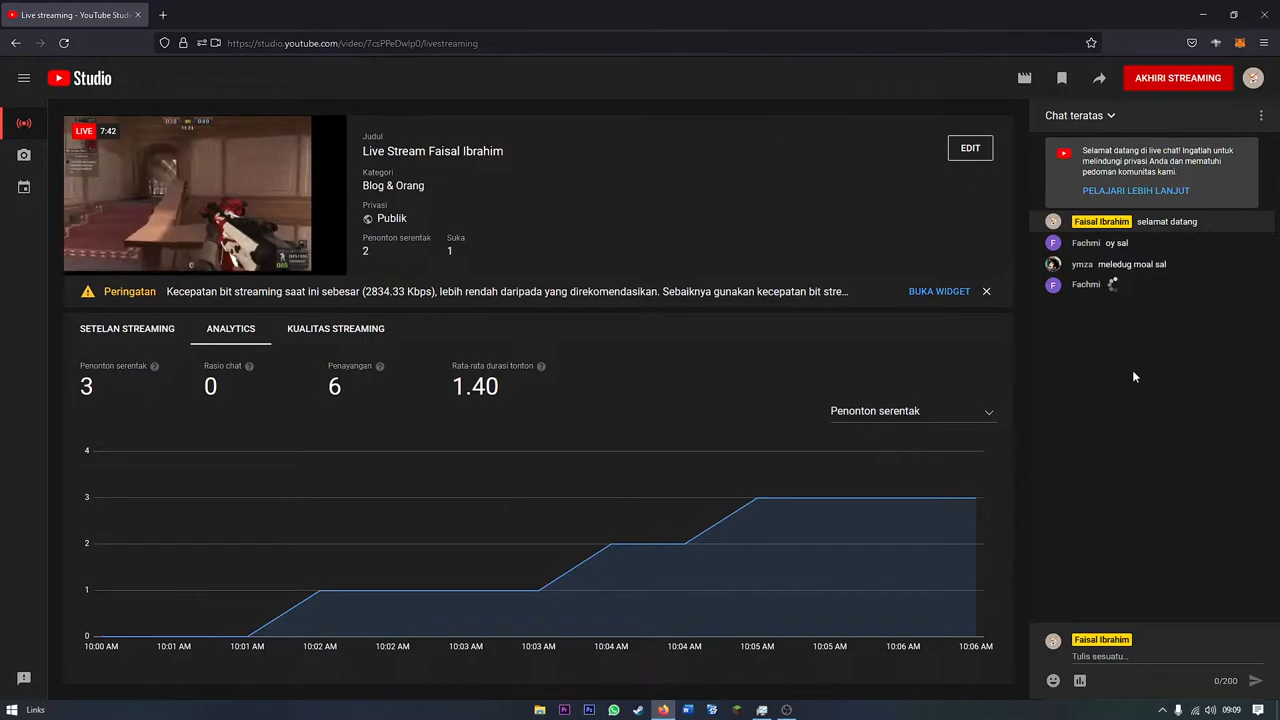 Live streaming - YouTube Studi
https://studio.youtube.com/video/7csPPeDwlp0/livestreaming
Studio
AKHIRI STREAMING
LIVE 7:42
Judul
Live Stream Faisal Ibrahim
Kategori
Blog & Orang
Privasi
Publik
Penonton serentak Suka
2 1
EDIT
Peringatan Kecepatan bit streaming saat ini sebesar (2834.33 Kbps), lebih rendah daripada yang direkomendasikan. Sebaiknya gunakan kecepatan bit stre...
BUKA WIDGET
SETELAN STREAMING ANALYTICS KUALITAS STREAMING
Penonton serentak Rasio chat Penayangan Rata-rata durasi tonton
3 0 6 1.40
Penonton serentak
4
3
2
1
0
10:00 AM 10:01 AM 10:01 AM 10:02 AM 10:02 AM 10:03 AM 10:03 AM 10:04 AM 10:04 AM 10:05 AM 10:05 AM 10:06 AM 10:06 AM
Chat teratas
Selamat datang di live chat! Ingatlah untuk
melindungi privasi Anda dan mematuhi
pedoman komunitas kami.
PELAJARI LEBIH LANJUT
Faisal Ibrahim selamat datang
F Fachmi oy sal
ymza meledug moal sal
F Fachmi
Faisal Ibrahim
Tulis sesuatu...
0/200
Links
09:09